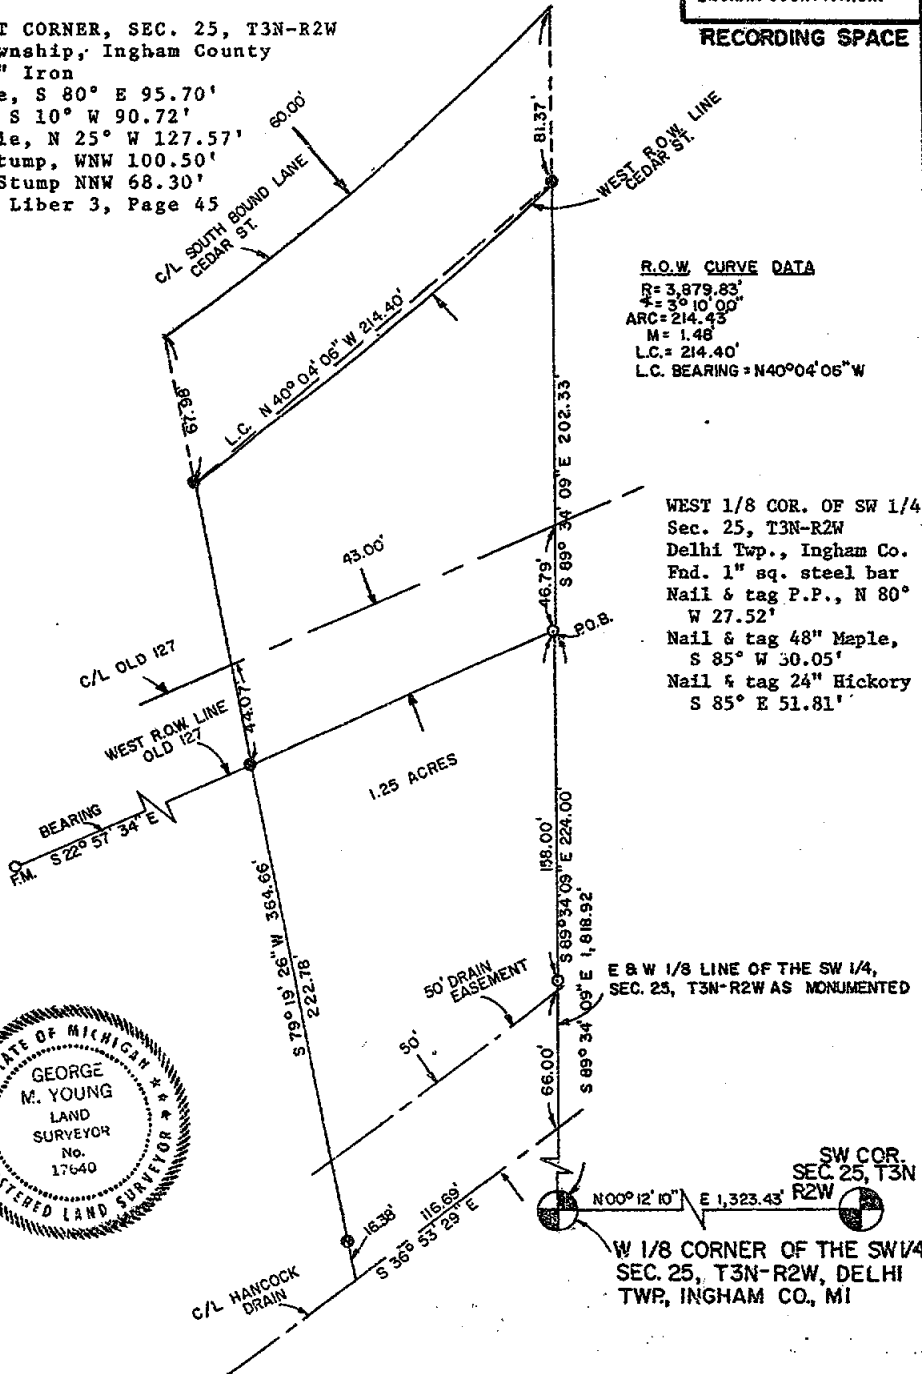 T CORNER, SEC. 25, T3N-R2W
wnship, Ingham County
" Iron
e, S 80° E 95.70'
S 10° W 90.72'
le, N 25° W 127.57'
tump, WNW 100.50'
Stump NNW 68.30'
Liber 3, Page 45
RECORDING SPACE
60.00'
81.37'
WEST R.O.W. LINE
CEDAR ST.
C/L SOUTH BOUND LANE
CEDAR ST.
R.O.W. CURVE DATA
R= 3,879.83'
= 3° 10' 00"
ARC= 214.43'
M= 1.48'
L.C.= 214.40'
L.C. BEARING = N40°04'06"W
L.C. N 40° 04' 06" W 214.40'
67.98'
S 89° 34' 09" E 202.33'
WEST 1/8 COR. OF SW 1/4
Sec. 25, T3N-R2W
Delhi Twp., Ingham Co.
Fnd. 1" sq. steel bar
Nail & tag P.P., N 80°
W 27.52'
Nail & tag 48" Maple,
S 85° W 30.05'
Nail & tag 24" Hickory
S 85° E 51.81'
43.00'
46.79'
P.O.B.
C/L OLD 127
44.07'
WEST R.O.W. LINE
OLD 127
1.25 ACRES
BEARING
S 22° 57' 34" E
F.M.
158.00'
S 89°34'09"E 224.00'
S 89° 34' 09" E 1,818.92'
S 79° 19' 26" W 364.66'
222.78'
E & W 1/8 LINE OF THE SW 1/4,
SEC. 25, T3N-R2W AS MONUMENTED
50' DRAIN
EASEMENT
50'
66.00'
ATE OF MICHIGAN
GEORGE
M. YOUNG
LAND
SURVEYOR
No.
17640
STERED LAND SURVEYOR
SW COR.
SEC. 25, T3N
R2W
N00° 12' 10" E 1,323.43'
16.38'
116.69'
S 36° 53' 29" E
C/L HANCOCK
DRAIN
W 1/8 CORNER OF THE SW1/4
SEC. 25, T3N-R2W, DELHI
TWP., INGHAM CO., MI